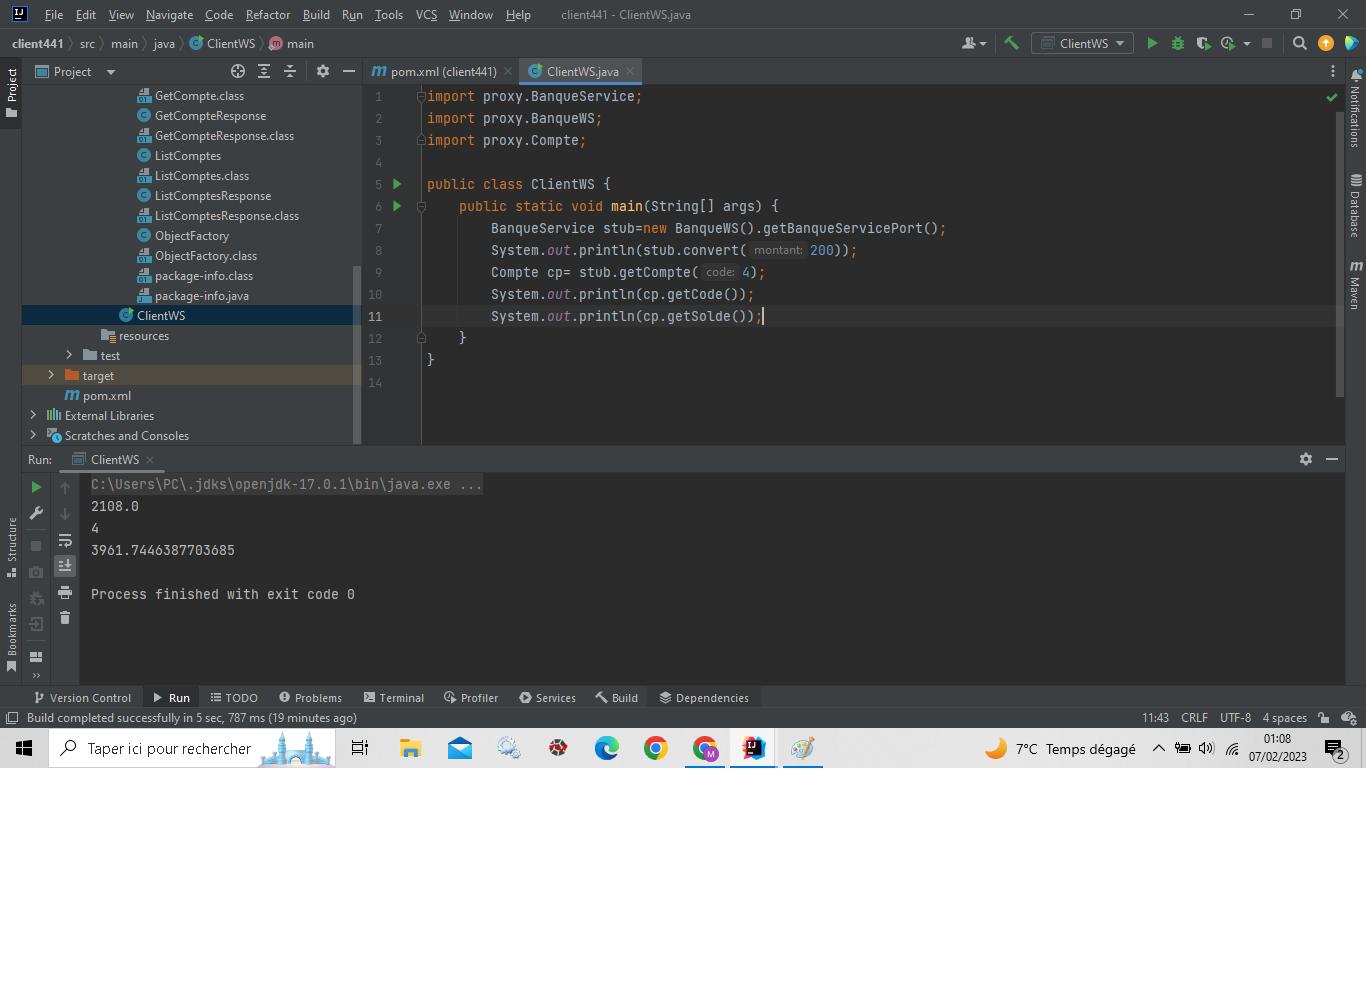 File Edit View Navigate Code Refactor Build Run Tools VCS Window Help client441 - ClientWS.java
client441 src main java ClientWS main ClientWS
Project
Project
pom.xml (client441) ClientWS.java
GetCompte.class
GetCompteResponse
GetCompteResponse.class
ListComptes
ListComptes.class
ListComptesResponse
ListComptesResponse.class
ObjectFactory
ObjectFactory.class
package-info.class
package-info.java
ClientWS
resources
test
target
pom.xml
External Libraries
Scratches and Consoles
1 import proxy.BanqueService;
2 import proxy.BanqueWS;
3 import proxy.Compte;
4
5 public class ClientWS {
6 public static void main(String[] args) {
7 BanqueService stub=new BanqueWS().getBanqueServicePort();
8 System.out.println(stub.convert( montant: 200));
9 Compte cp= stub.getCompte( code: 4);
10 System.out.println(cp.getCode());
11 System.out.println(cp.getSolde());
12 }
13 }
14
Notifications
Database
Maven
Run: ClientWS
C:\Users\PC\.jdks\openjdk-17.0.1\bin\java.exe ...
2108.0
4
3961.7446387703685
Process finished with exit code 0
Structure
Bookmarks
Version Control Run TODO Problems Terminal Profiler Services Build Dependencies
Build completed successfully in 5 sec, 787 ms (19 minutes ago) 11:43 CRLF UTF-8 4 spaces
Taper ici pour rechercher 7°C Temps dégagé
01:08
07/02/2023
2